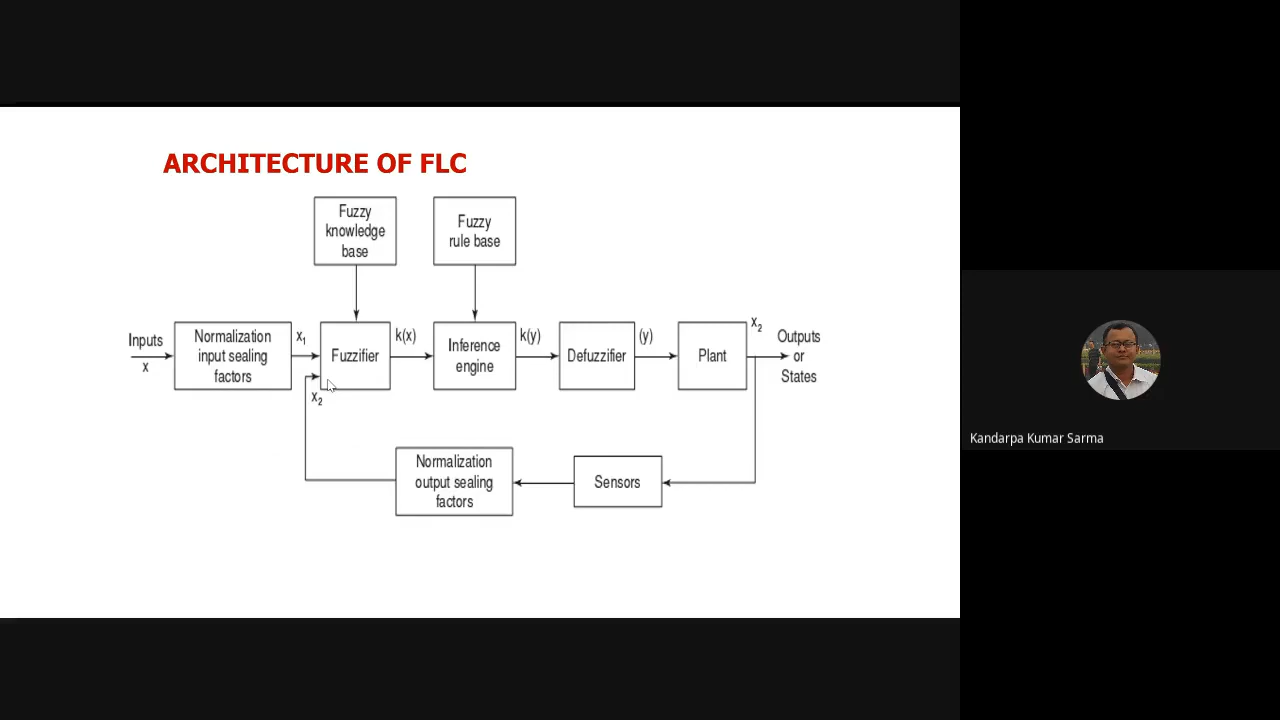 ARCHITECTURE OF FLC
Fuzzy
knowledge
base
Fuzzy
rule base
Inputs
x
Normalization
input sealing
factors
x1
x2
Fuzzifier
k(x)
Inference
engine
k(y)
Defuzzifier
(y)
Plant
x2
Outputs
or
States
Normalization
output sealing
factors
Sensors
Kandarpa Kumar Sarma